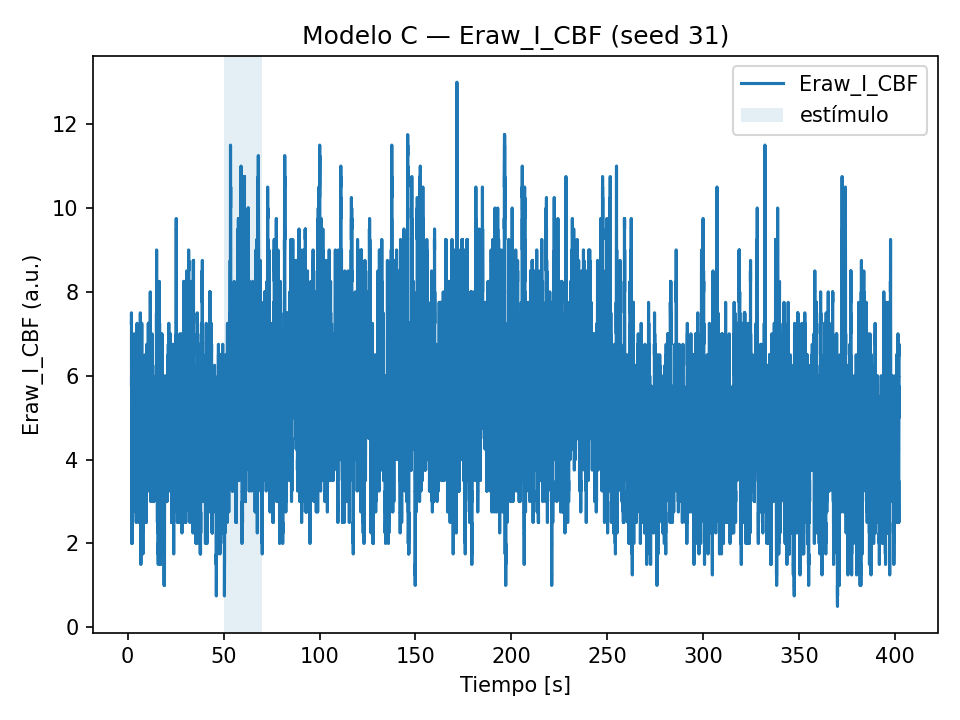 Modelo C — Eraw_I_CBF (seed 31)
Eraw_I_CBF
estímulo
Eraw_I_CBF (a.u.)
12
10
8
6
4
2
0
0 50 100 150 200 250 300 350 400
Tiempo [s]